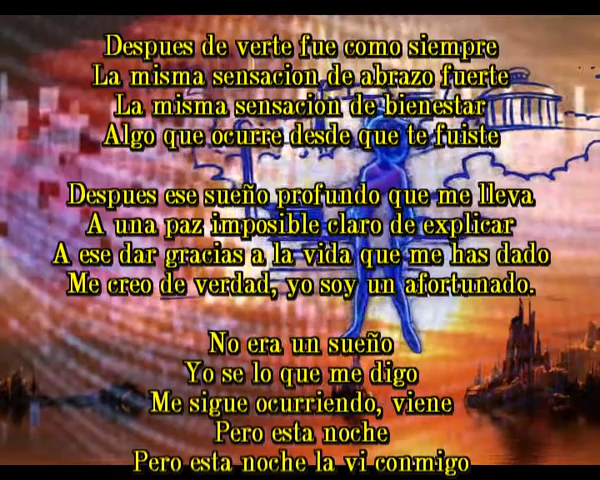 Despues de verte fue como siempre
La misma sensacion de abrazo fuerte
La misma sensacion de bienestar
Algo que ocurre desde que te fuiste
Despues ese sueño profundo que me lleva
A una paz imposible claro de explicar
A ese dar gracias a la vida que me has dado
Me creo de verdad, yo soy un afortunado.
No era un sueño
Yo se lo que me digo
Me sigue ocurriendo, viene
Pero esta noche
Pero esta noche la vi conmigo